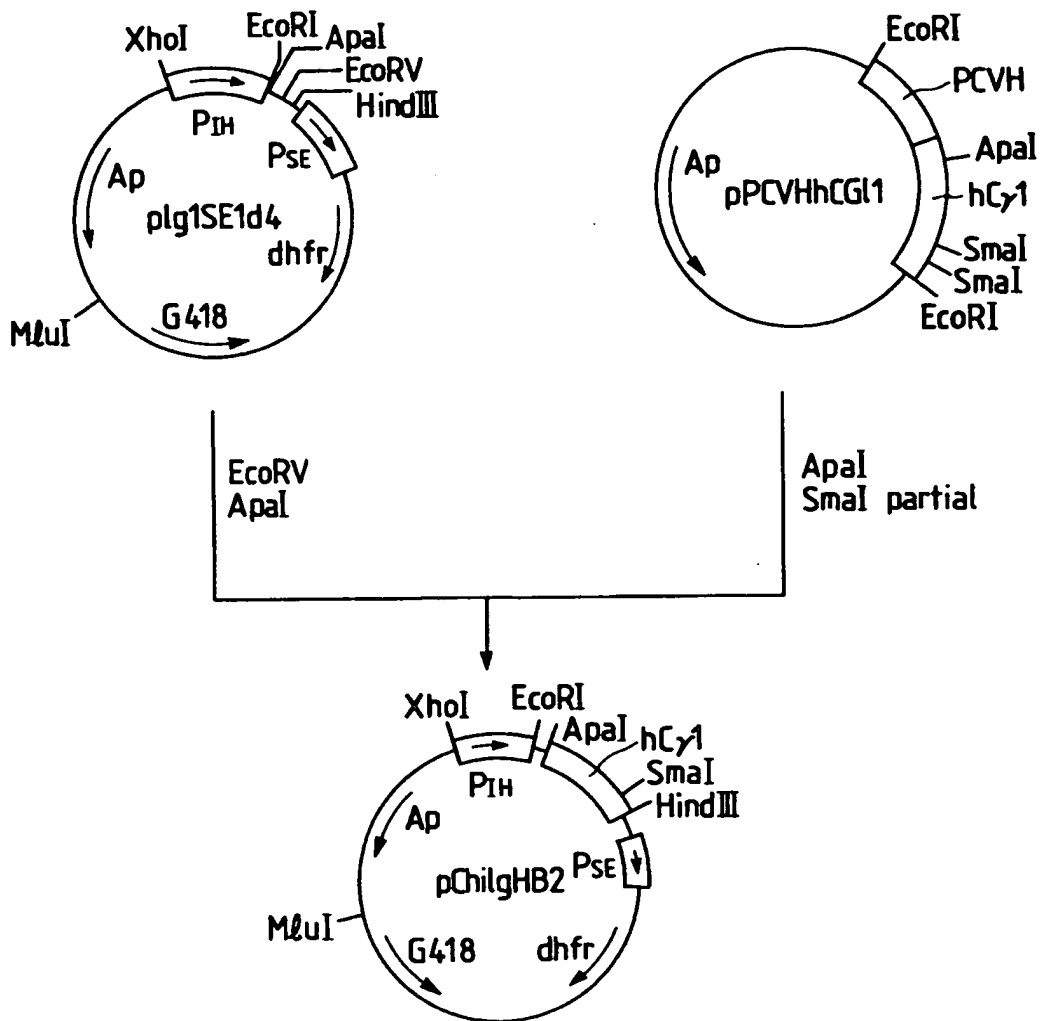 XhoI
EcoRI
ApaI
EcoRV
HindIII
PIH
PSE
Ap
pIg1SE1d4
dhfr
G418
MluI
EcoRI
PCVH
ApaI
hCγ1
SmaI
SmaI
EcoRI
Ap
pPCVHhCGl1
EcoRV
ApaI
ApaI
SmaI partial
XhoI
EcoRI
ApaI
hCγ1
SmaI
HindIII
PIH
Ap
PSE
pChiIgHB2
MluI
G418
dhfr